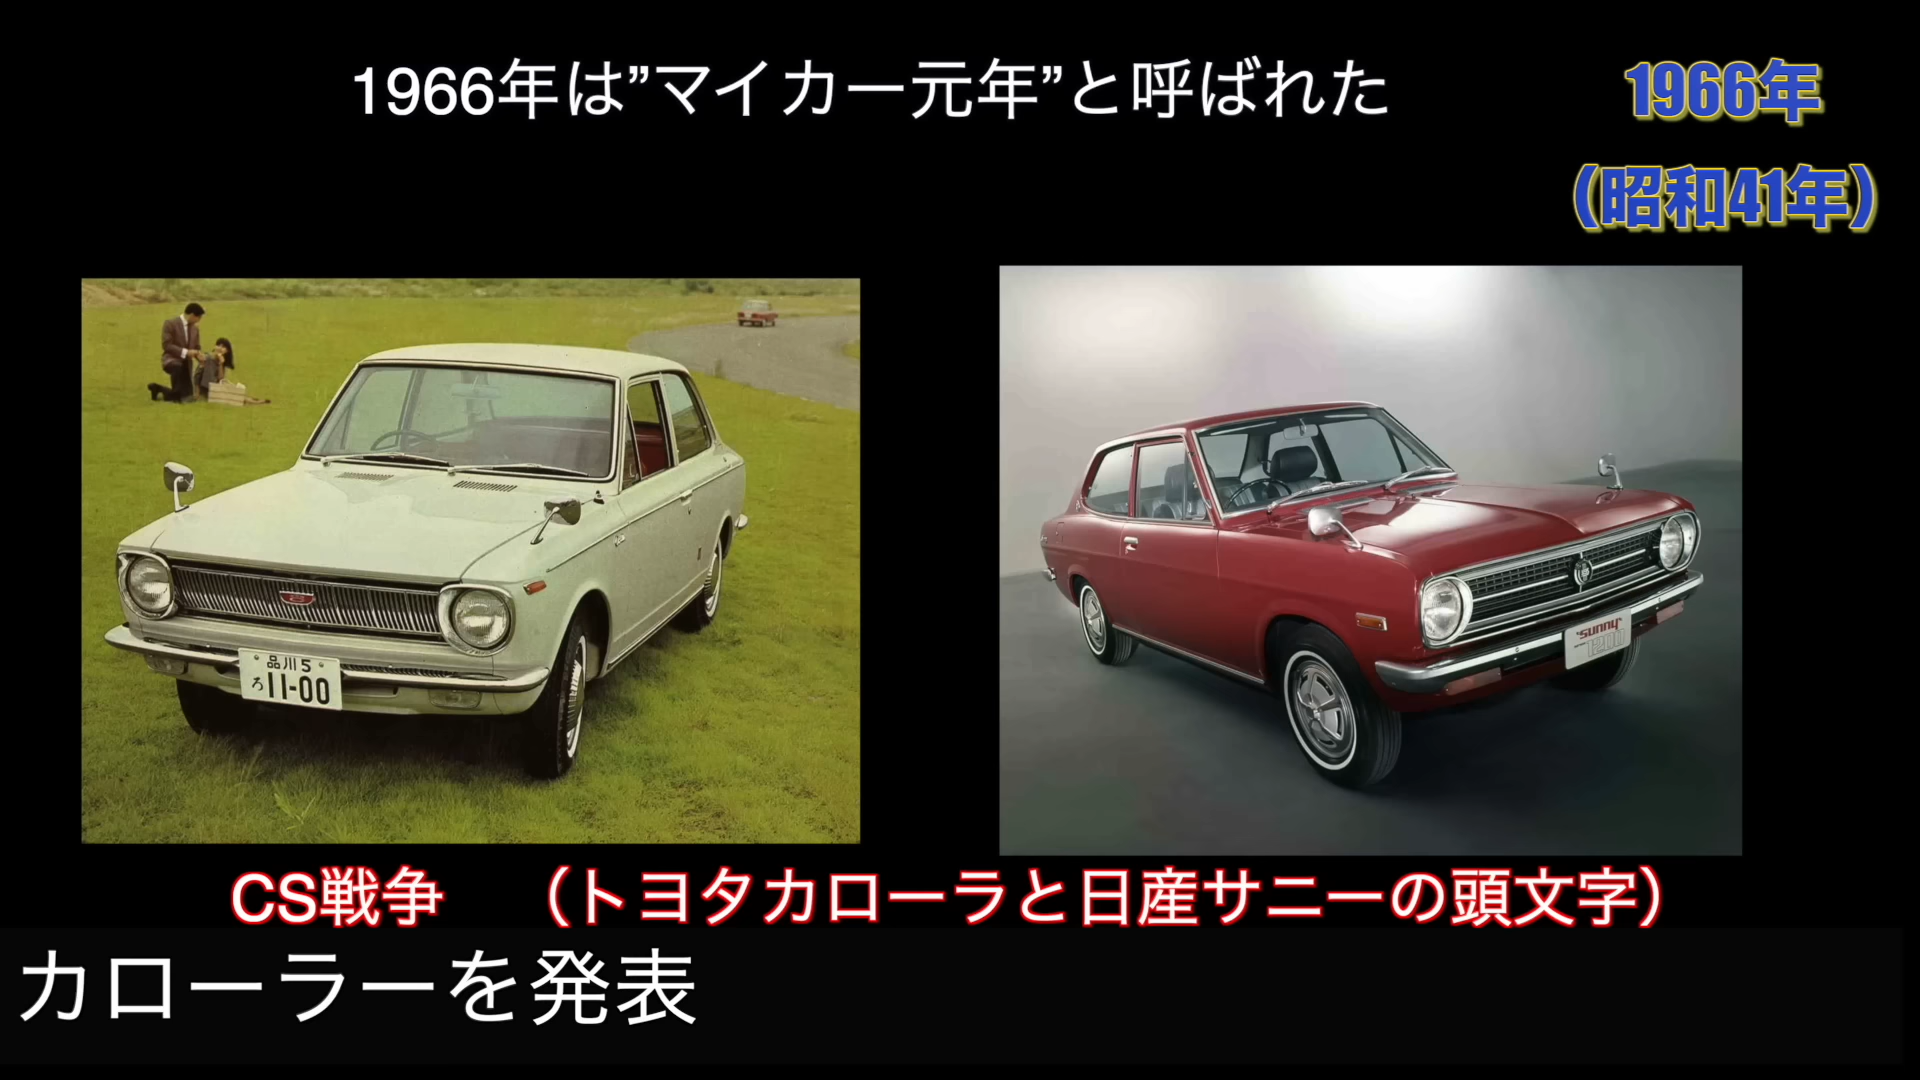 1966年は”マイカー元年”と呼ばれた
1966年
（昭和41年）
品川5
ろ11-00
SUNNY
1200
CS戦争　（トヨタカローラと日産サニーの頭文字）
カローラーを発表